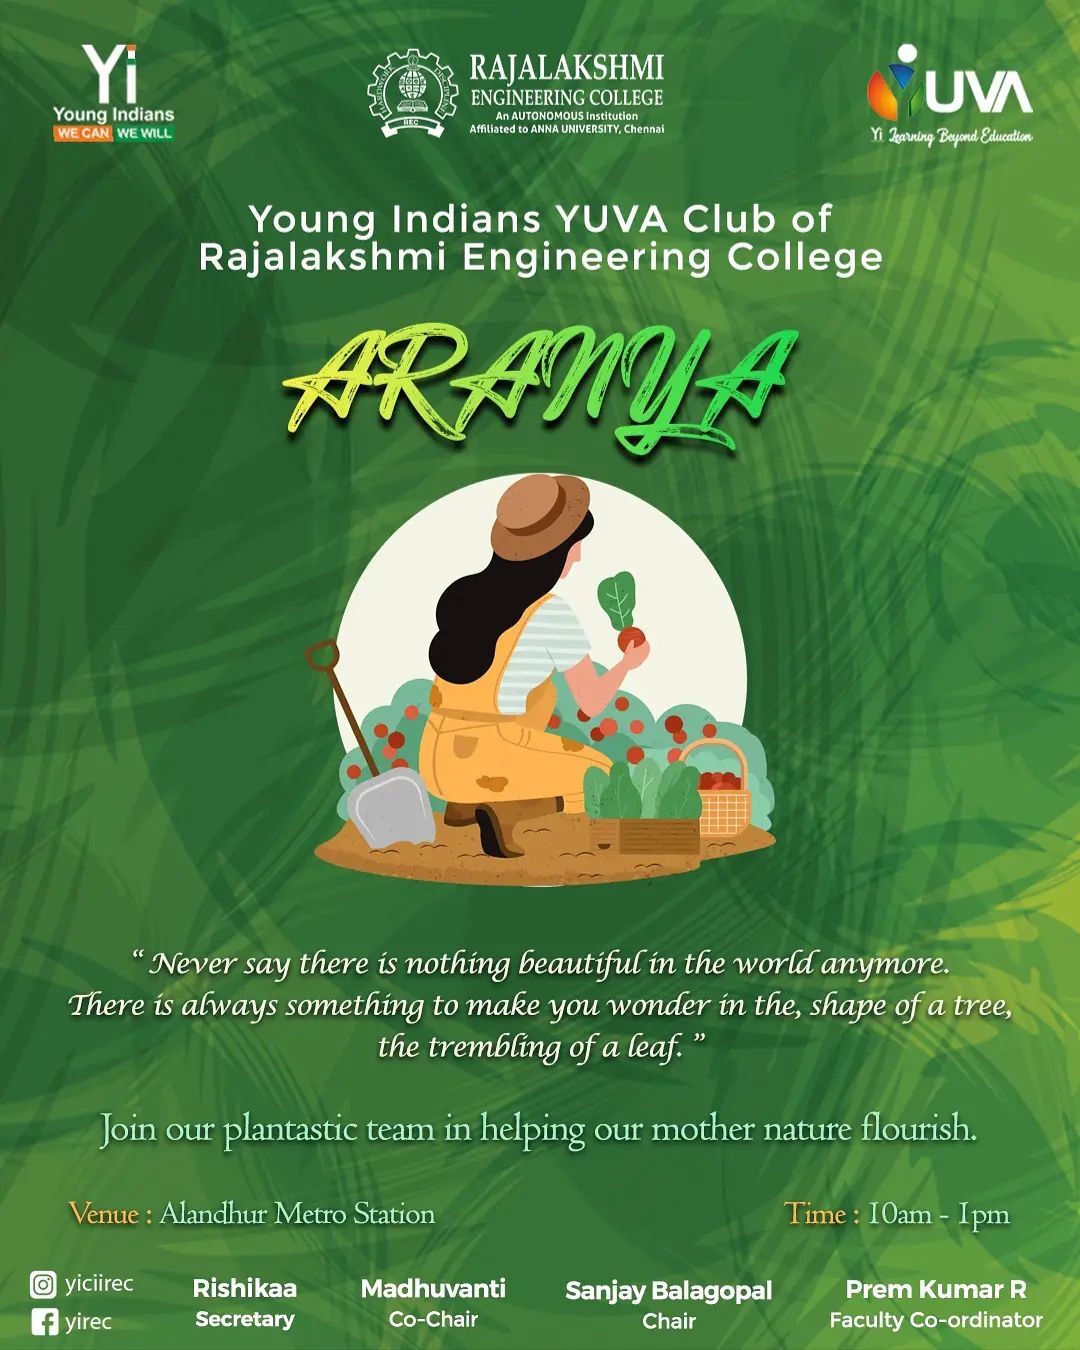 Yi
Young Indians
WE CAN WE WILL
RAJALAKSHMI
ENGINEERING COLLEGE
An AUTONOMOUS Institution
Affiliated to ANNA UNIVERSITY, Chennai
REC
YUVA
Yi Learning Beyond Education
Young Indians YUVA Club of
Rajalakshmi Engineering College
ARANYA
“ Never say there is nothing beautiful in the world anymore.
There is always something to make you wonder in the, shape of a tree,
the trembling of a leaf. ”
Join our plantastic team in helping our mother nature flourish.
Venue : Alandhur Metro Station
Time : 10am - 1pm
yiciirec
yirec
Rishikaa
Secretary
Madhuvanti
Co-Chair
Sanjay Balagopal
Chair
Prem Kumar R
Faculty Co-ordinator